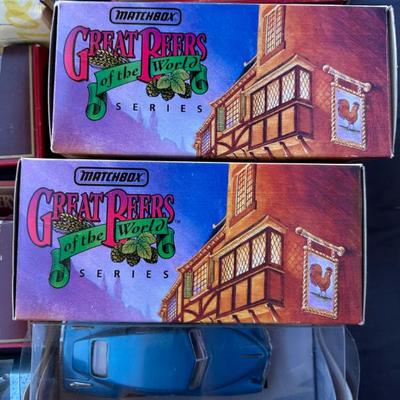 MATCHBOX
GREAT BEERS
of the World
SERIES
MATCHBOX
GREAT BEERS
of the World
SERIES